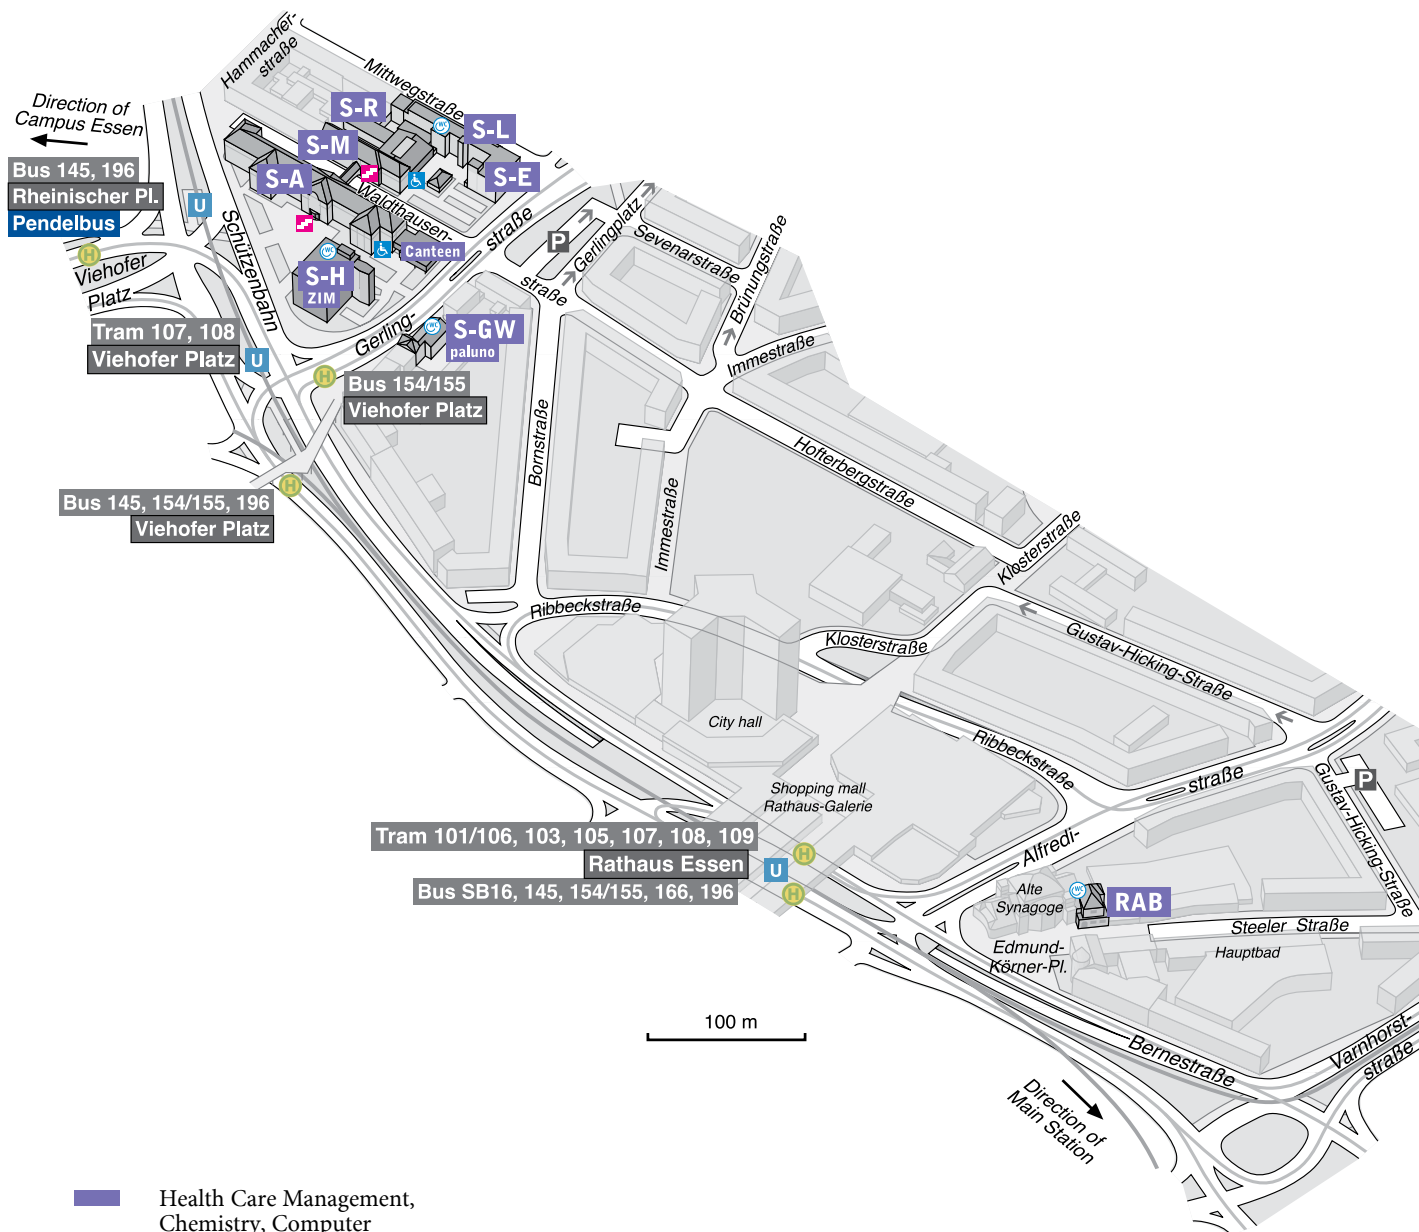 Hammacher-
straße
Mittwegstraße
Direction of
Campus Essen
Bus 145, 196
Rheinischer Pl.
Pendelbus
U
H
Viehofer
Platz
Schützenbahn
S-R
WC
S-L
S-M
S-E
S-A
Waldthausen-
straße
Canteen
WC
S-H
ZIM
Gerling-
straße
P
Gerlingplatz
Sevenarstraße
Brünungstraße
Immestraße
Tram 107, 108
Viehofer Platz
U
WC
S-GW
paluno
H
Bus 154/155
Viehofer Platz
Bornstraße
Hofterbergstraße
Immestraße
H
Bus 145, 154/155, 196
Viehofer Platz
Klosterstraße
Ribbeckstraße
Klosterstraße
Gustav-Hicking-Straße
City hall
Ribbeckstraße
straße
Shopping mall
Rathaus-Galerie
Gustav-Hicking-Straße
P
Tram 101/106, 103, 105, 107, 108, 109
Rathaus Essen
Bus SB16, 145, 154/155, 166, 196
U
H
H
Alfredi-
Alte
Synagoge
WC
RAB
Steeler Straße
Edmund-
Körner-Pl.
Hauptbad
100 m
Bernestraße
Varnhorst-
straße
Direction of
Main Station
Health Care Management,
Chemistry, Computer